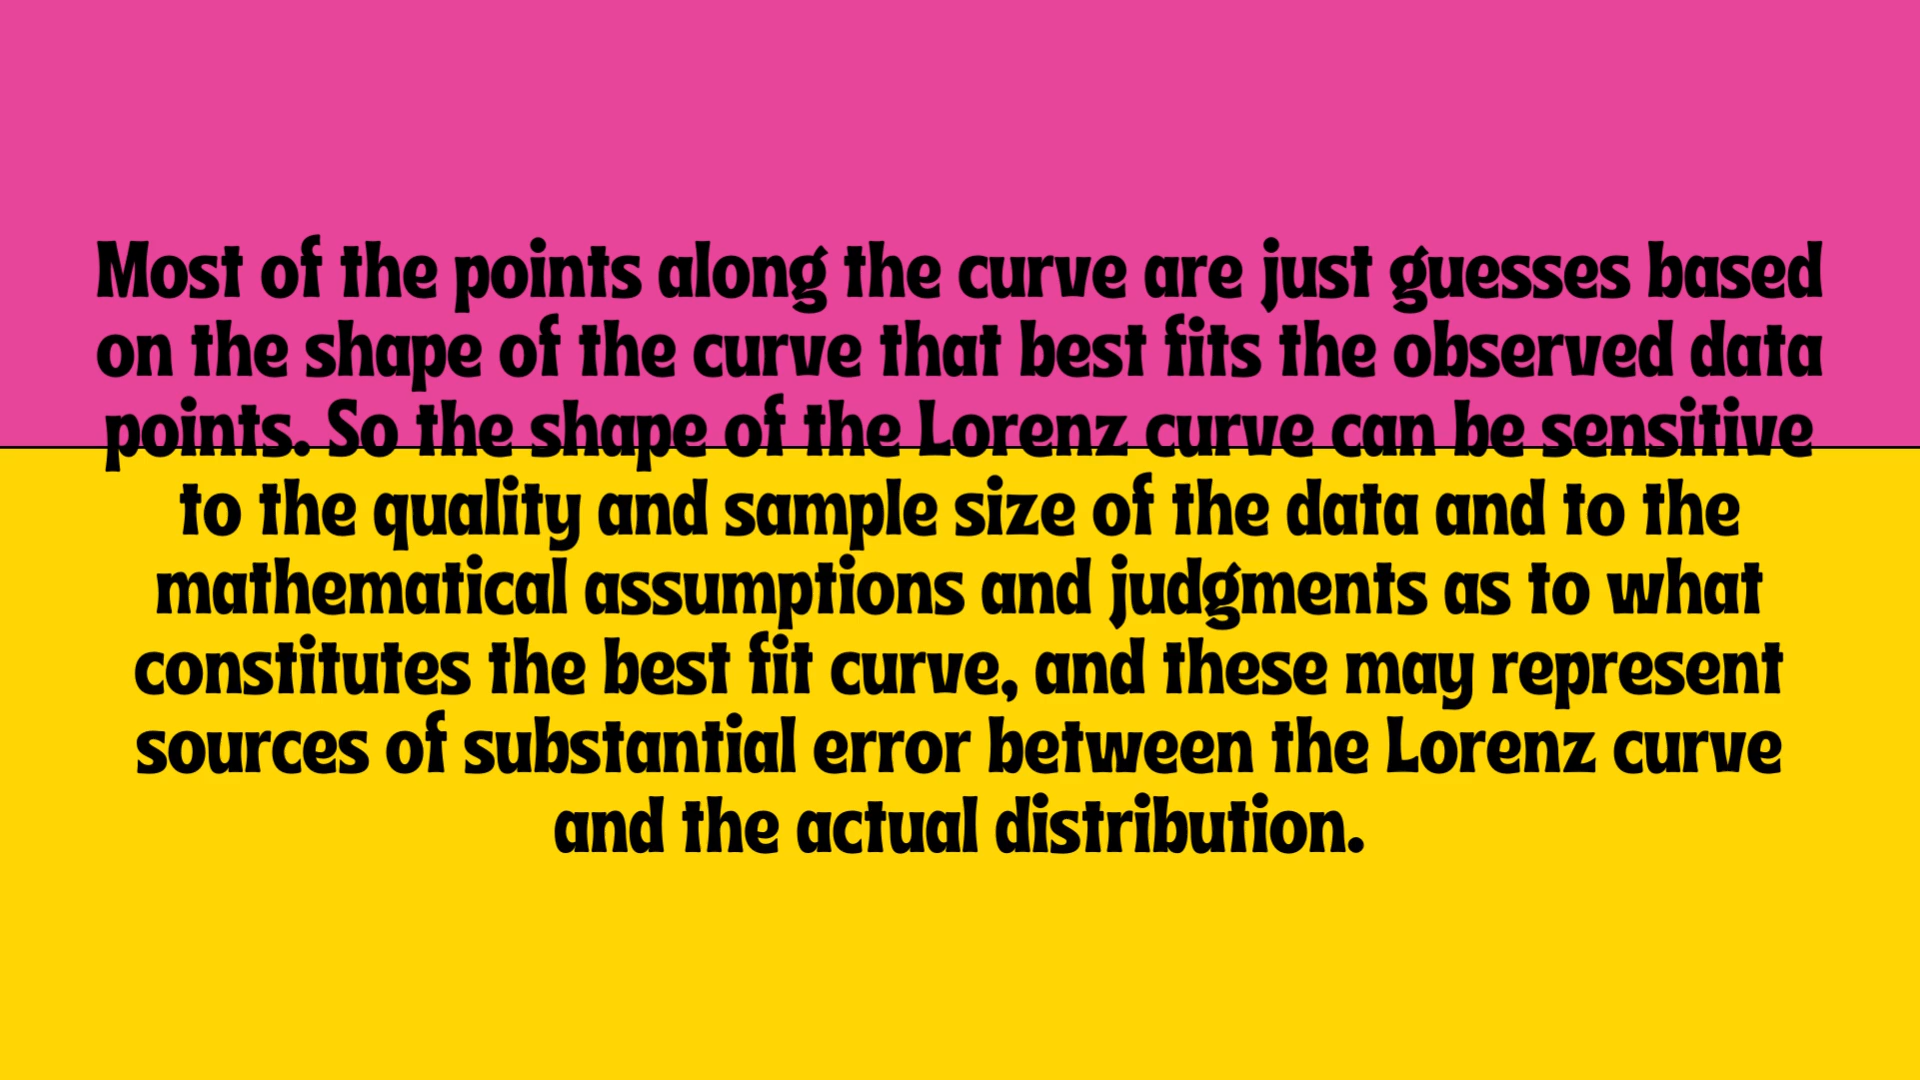 Most of the points along the curve are just guesses based
on the shape of the curve that best fits the observed data
points. So the shape of the Lorenz curve can be sensitive
to the quality and sample size of the data and to the
mathematical assumptions and judgments as to what
constitutes the best fit curve, and these may represent
sources of substantial error between the Lorenz curve
and the actual distribution.